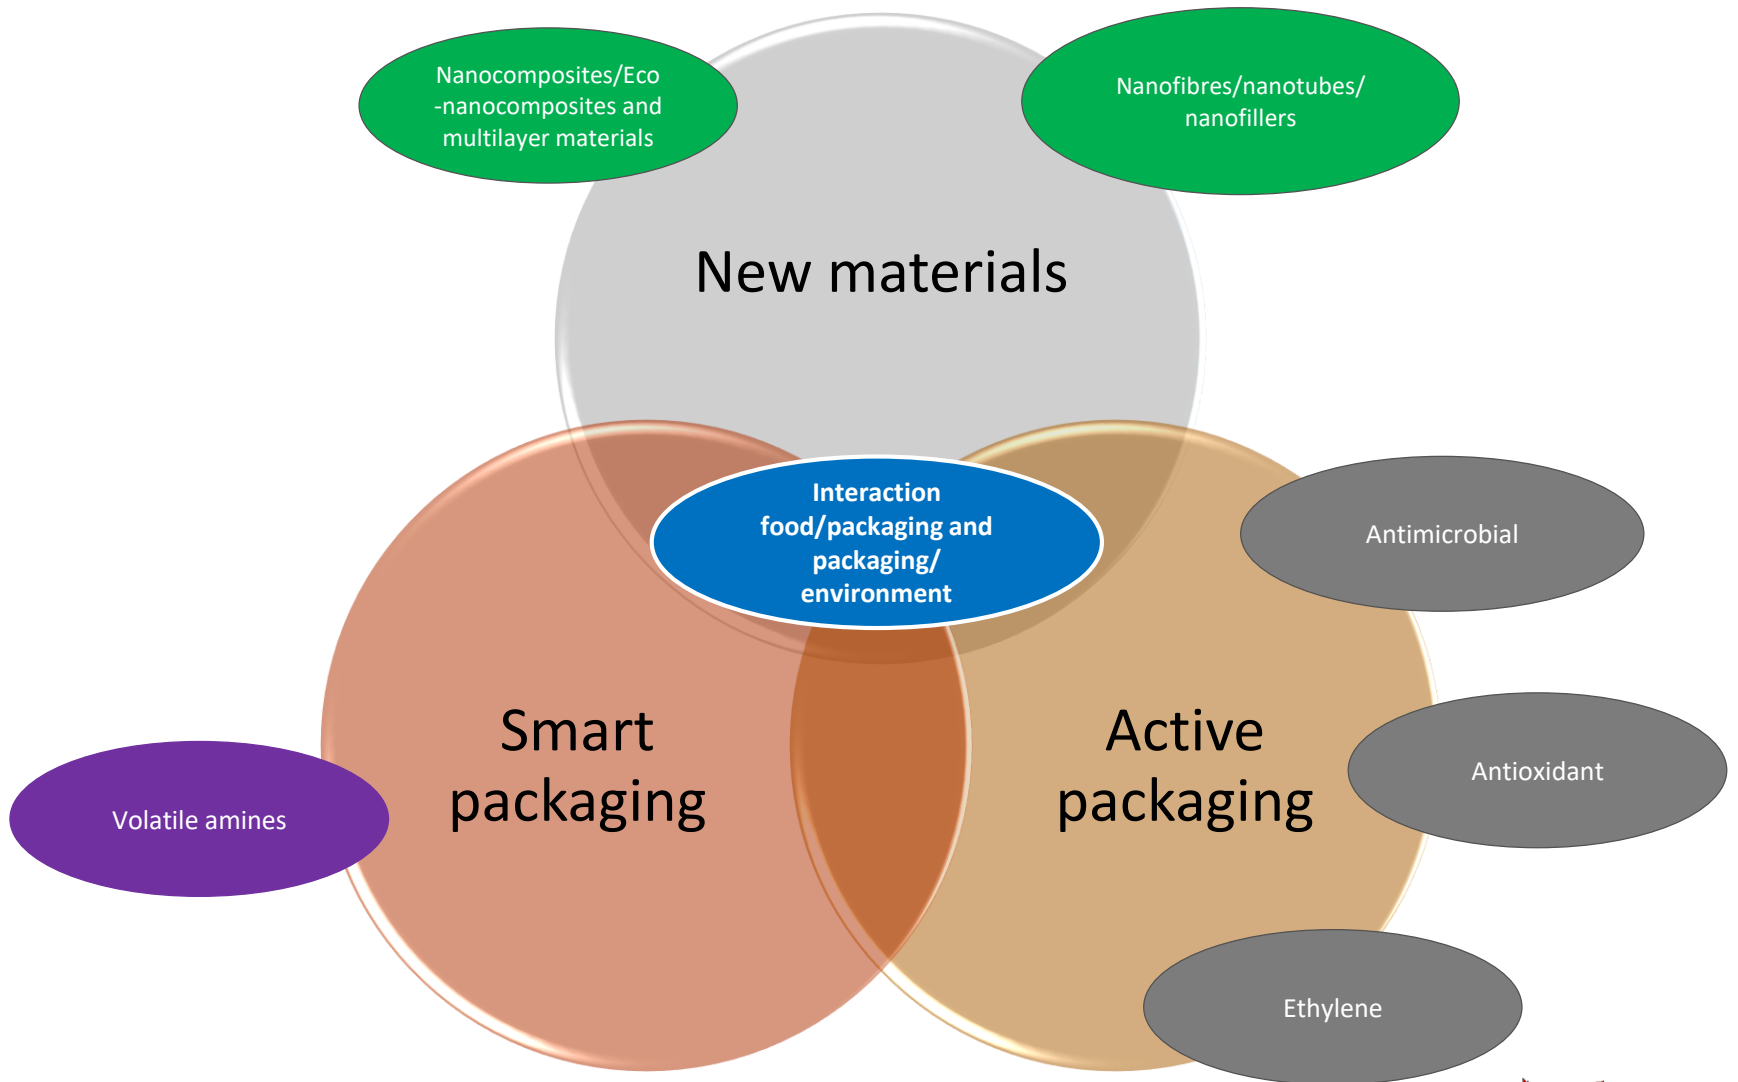 Nanocomposites/Eco
-nanocomposites and
multilayer materials
Nanofibres/nanotubes/
nanofillers
New materials
Interaction
food/packaging and
packaging/
environment
Antimicrobial
Smart
packaging
Active
packaging
Antioxidant
Volatile amines
Ethylene